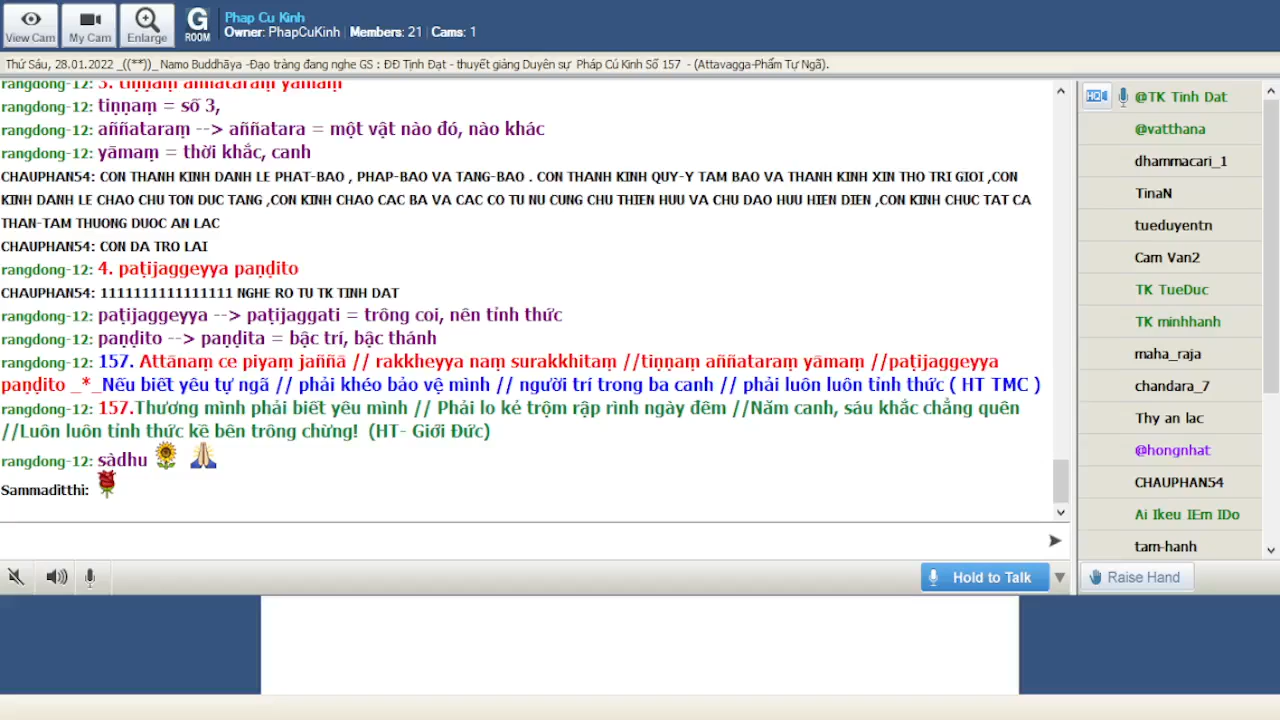 View Cam
My Cam
Enlarge
G
ROOM
Phap Cu Kinh
Owner: PhapCuKinh | Members: 21 | Cams: 1
Thứ Sáu, 28.01.2022 _((**))_ Namo Buddhāya -Đạo tràng đang nghe GS : ĐĐ Tịnh Đạt - thuyết giảng Duyên sự Pháp Cú Kinh Số 157 - (Attavagga-Phẩm Tự Ngã).
rangdong-12: 3. tiṇṇaṃ aññataraṃ yāmaṃ
rangdong-12: tiṇṇaṃ = số 3,
rangdong-12: aññataraṃ --> aññatara = một vật nào đó, nào khác
rangdong-12: yāmaṃ = thời khắc, canh
CHAUPHAN54: CON THANH KINH DANH LE PHAT-BAO , PHAP-BAO VA TANG-BAO . CON THANH KINH QUY-Y TAM BAO VA THANH KINH XIN THO TRI GIOI ,CON
KINH DANH LE CHAO CHU TON DUC TANG ,CON KINH CHAO CAC BA VA CAC CO TU NU CUNG CHU THIEN HUU VA CHU DAO HUU HIEN DIEN ,CON KINH CHUC TAT CA
THAN-TAM THUONG DUOC AN LAC
CHAUPHAN54: CON DA TRO LAI
rangdong-12: 4. paṭijaggeyya paṇḍito
CHAUPHAN54: 1111111111111111 NGHE RO TU TK TINH DAT
rangdong-12: paṭijaggeyya --> paṭijaggati = trông coi, nên tỉnh thức
rangdong-12: paṇḍito --> paṇḍita = bậc trí, bậc thánh
rangdong-12: 157. Attānaṃ ce piyaṃ jaññā // rakkheyya naṃ surakkhitaṃ //tiṇṇaṃ aññataraṃ yāmaṃ //paṭijaggeyya
paṇḍito _*_Nếu biết yêu tự ngã // phải khéo bảo vệ mình // người trí trong ba canh // phải luôn luôn tỉnh thức ( HT TMC )
rangdong-12: 157.Thương mình phải biết yêu mình // Phải lo kẻ trộm rập rình ngày đêm //Năm canh, sáu khắc chẳng quên
//Luôn luôn tỉnh thức kề bên trông chừng! (HT- Giới Đức)
rangdong-12: sàdhu
Sammaditthi:
Hold to Talk
HQ
@TK Tinh Dat
@vatthana
dhammacari_1
TinaN
tueduyentn
Cam Van2
TK TueDuc
TK minhhanh
maha_raja
chandara_7
Thy an lac
@hongnhat
CHAUPHAN54
Ai Ikeu IEm IDo
tam-hanh
Raise Hand